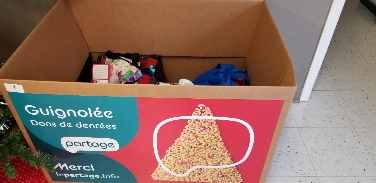 Guignolée
Dons de denrées
partage
Merci
lepartage.info